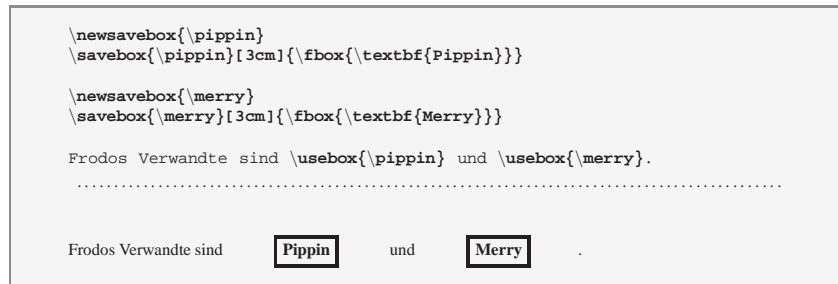 \newsavebox{\pippin}
\savebox{\pippin}[3cm]{\fbox{\textbf{Pippin}}}
\newsavebox{\merry}
\savebox{\merry}[3cm]{\fbox{\textbf{Merry}}}
Frodos Verwandte sind \usebox{\pippin} und \usebox{\merry}.
Frodos Verwandte sind Pippin und Merry .